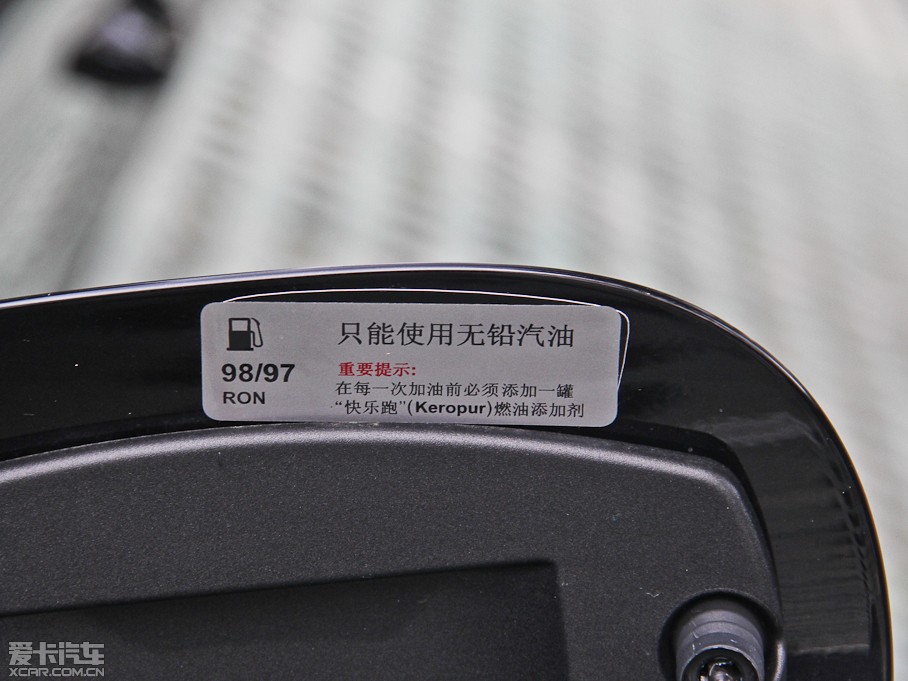 只能使用无铅汽油
98/97
RON
重要提示:
在每一次加油前必须添加一罐
“快乐跑”(Keropur)燃油添加剂
爱卡汽车
XCAR.COM.CN